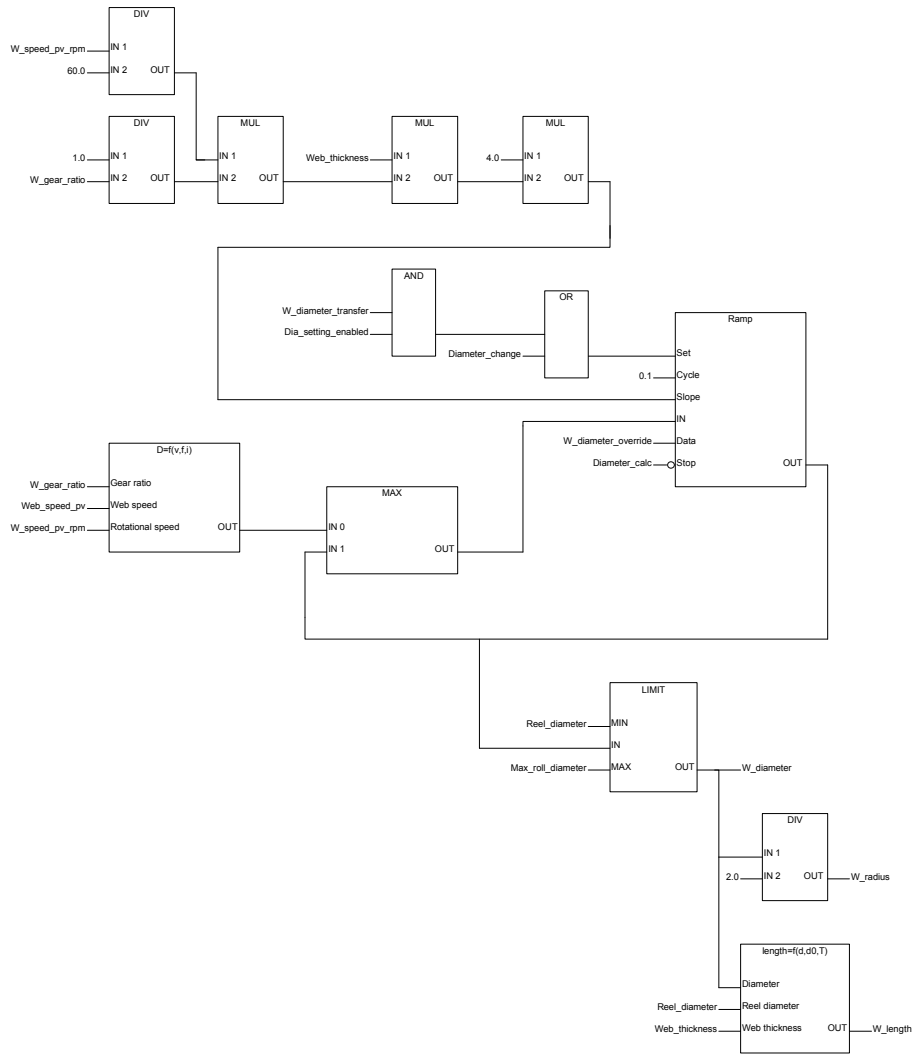 DIV
W_speed_pv_rpm IN 1
60.0 IN 2 OUT
DIV MUL MUL MUL
1.0 IN 1 IN 1 Web_thickness IN 1 4.0 IN 1
W_gear_ratio IN 2 OUT IN 2 OUT IN 2 OUT IN 2 OUT
AND
OR
W_diameter_transfer
Ramp
Dia_setting_enabled
Diameter_change Set
0.1 Cycle
Slope
IN
W_diameter_override Data
Diameter_calc Stop OUT
D=f(v,f,i)
W_gear_ratio Gear ratio
Web_speed_pv Web speed
W_speed_pv_rpm Rotational speed OUT
MAX
IN 0
IN 1 OUT
LIMIT
Reel_diameter MIN
IN
Max_roll_diameter MAX OUT W_diameter
DIV
IN 1
2.0 IN 2 OUT W_radius
length=f(d,d0,T)
Diameter
Reel_diameter Reel diameter
Web_thickness Web thickness OUT W_length